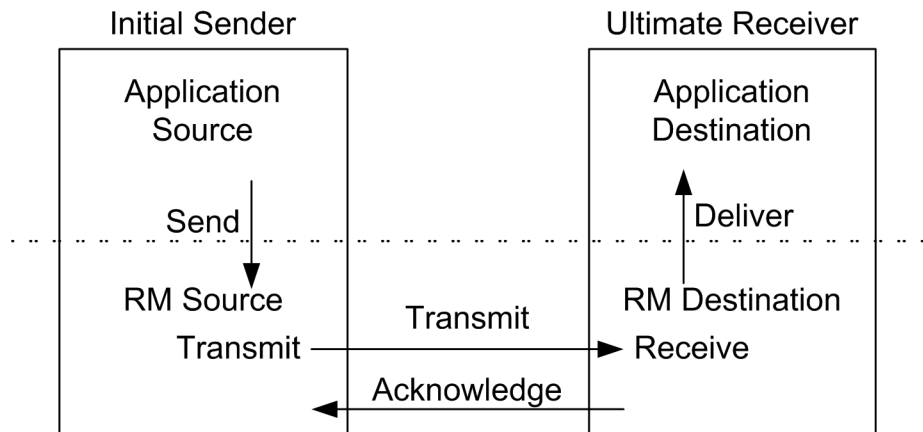 Initial Sender
Ultimate Receiver
Application
Source
Application
Destination
Send
Deliver
RM Source
RM Destination
Transmit
Transmit
Receive
Acknowledge